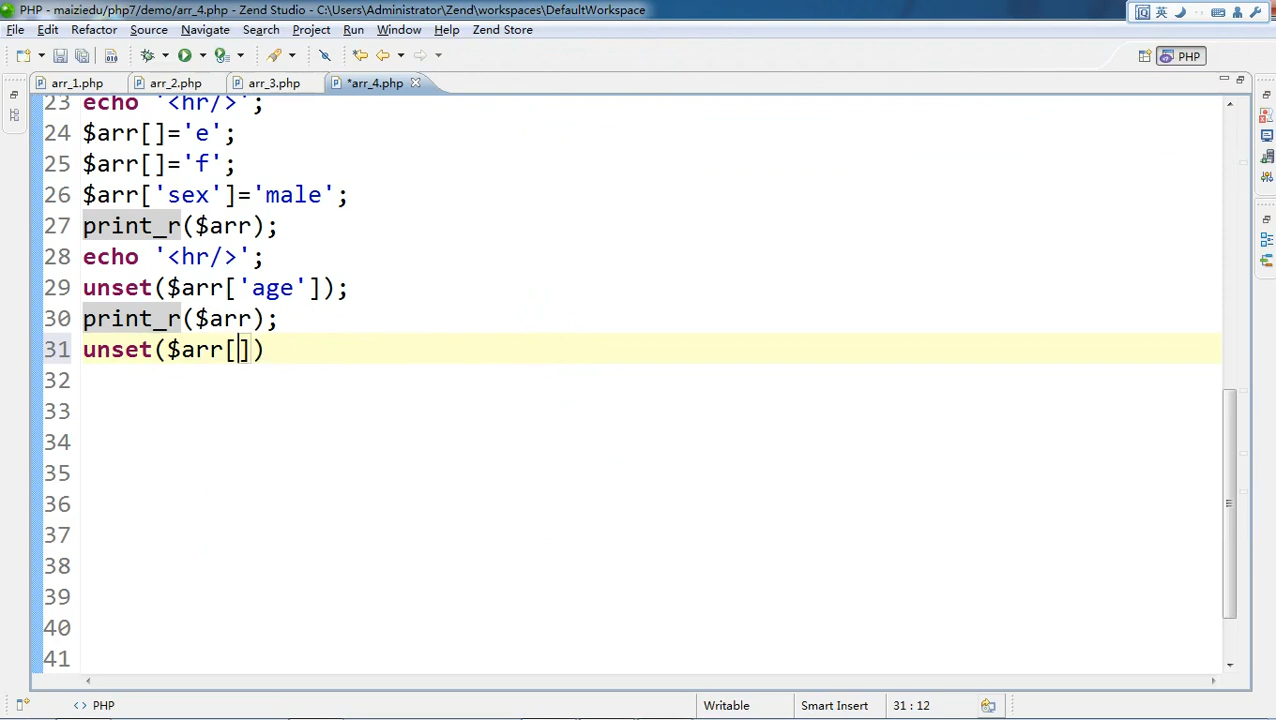 PHP - maiziedu/php7/demo/arr_4.php - Zend Studio - C:\Users\Administrator\Zend\workspaces\DefaultWorkspace
英
File Edit Refactor Source Navigate Search Project Run Window Help Zend Store
PHP
arr_1.php arr_2.php arr_3.php *arr_4.php
23 echo '<hr/>';
24 $arr[]='e';
25 $arr[]='f';
26 $arr['sex']='male';
27 print_r($arr);
28 echo '<hr/>';
29 unset($arr['age']);
30 print_r($arr);
31 unset($arr[])
32
33
34
35
36
37
38
39
40
41
<> PHP Writable Smart Insert 31 : 12